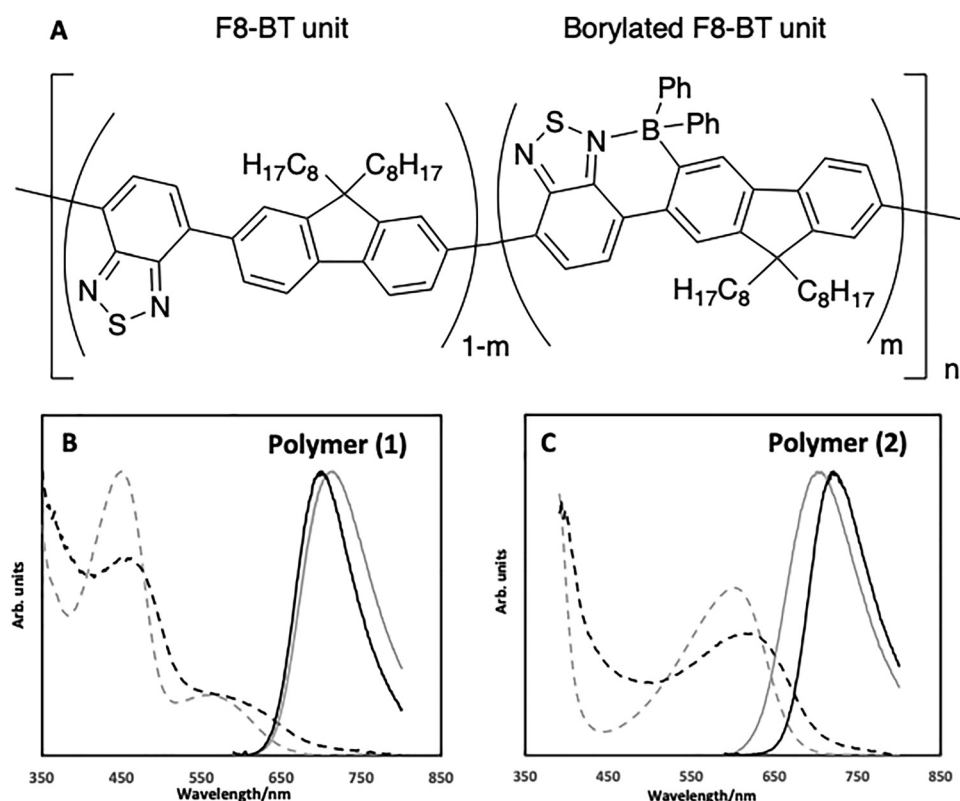 A
F8-BT unit
Borylated F8-BT unit
Ph
Ph
S
N
N
B
H17C8
C8H17
N
N
S
H17C8
C8H17
1-m
m
n
B
Polymer (1)
Arb. units
350 450 550 650 750 850
Wavelength/nm
C
Polymer (2)
Arb. units
350 450 550 650 750 850
Wavelength/nm